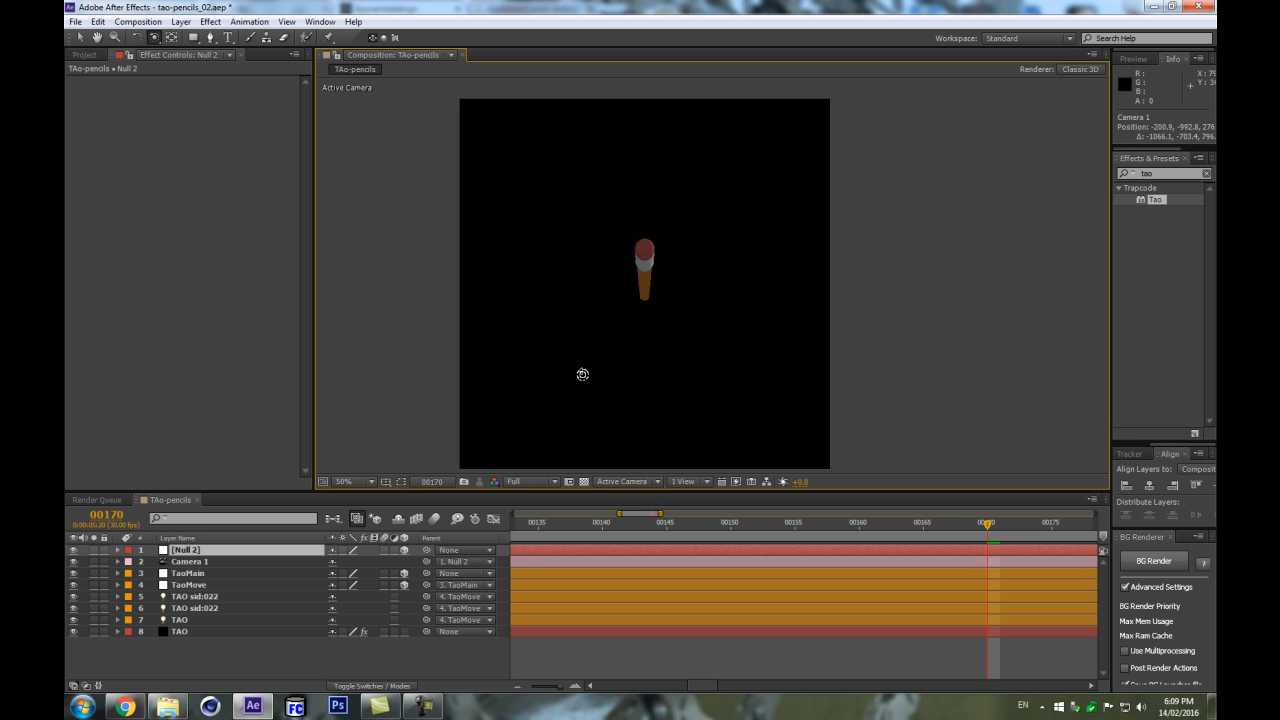 Adobe After Effects - tao-pencils_02.aep *
File Edit Composition Layer Effect Animation View Window Help
Workspace: Standard Search Help
Project Effect Controls: Null 2 Composition: TAo-pencils Preview Info
TAo-pencils • Null 2
TAo-pencils Renderer: Classic 3D
Active Camera
R :
G :
B :
A : 0
Camera 1
Position: -200.9, -992.8, 276
Δ: -1066.1, -703.4, 796.
Effects & Presets
tao
Trapcode
Tao
Tracker Align
Align Layers to: Composit
Distribute Layers:
50% 00170 Full Active Camera 1 View +0.0
Render Queue TAo-pencils
00170
0:00:05:20 (30.00 fps)
00135 00140 00145 00150 00155 00160 00165 00170 00175
# Layer Name Parent
1 [Null 2] None
2 Camera 1 1. Null 2
3 TaoMain None
4 TaoMove 3. TaoMain
5 TAO sid:022 4. TaoMove
6 TAO sid:022 4. TaoMove
7 TAO 4. TaoMove
8 TAO None
Toggle Switches / Modes
BG Renderer
BG Render ?
Advanced Settings
BG Render Priority
Max Mem Usage
Max Ram Cache
Use Multiprocessing
Post Render Actions
Ae FC Ps
EN 6:09 PM
14/02/2016